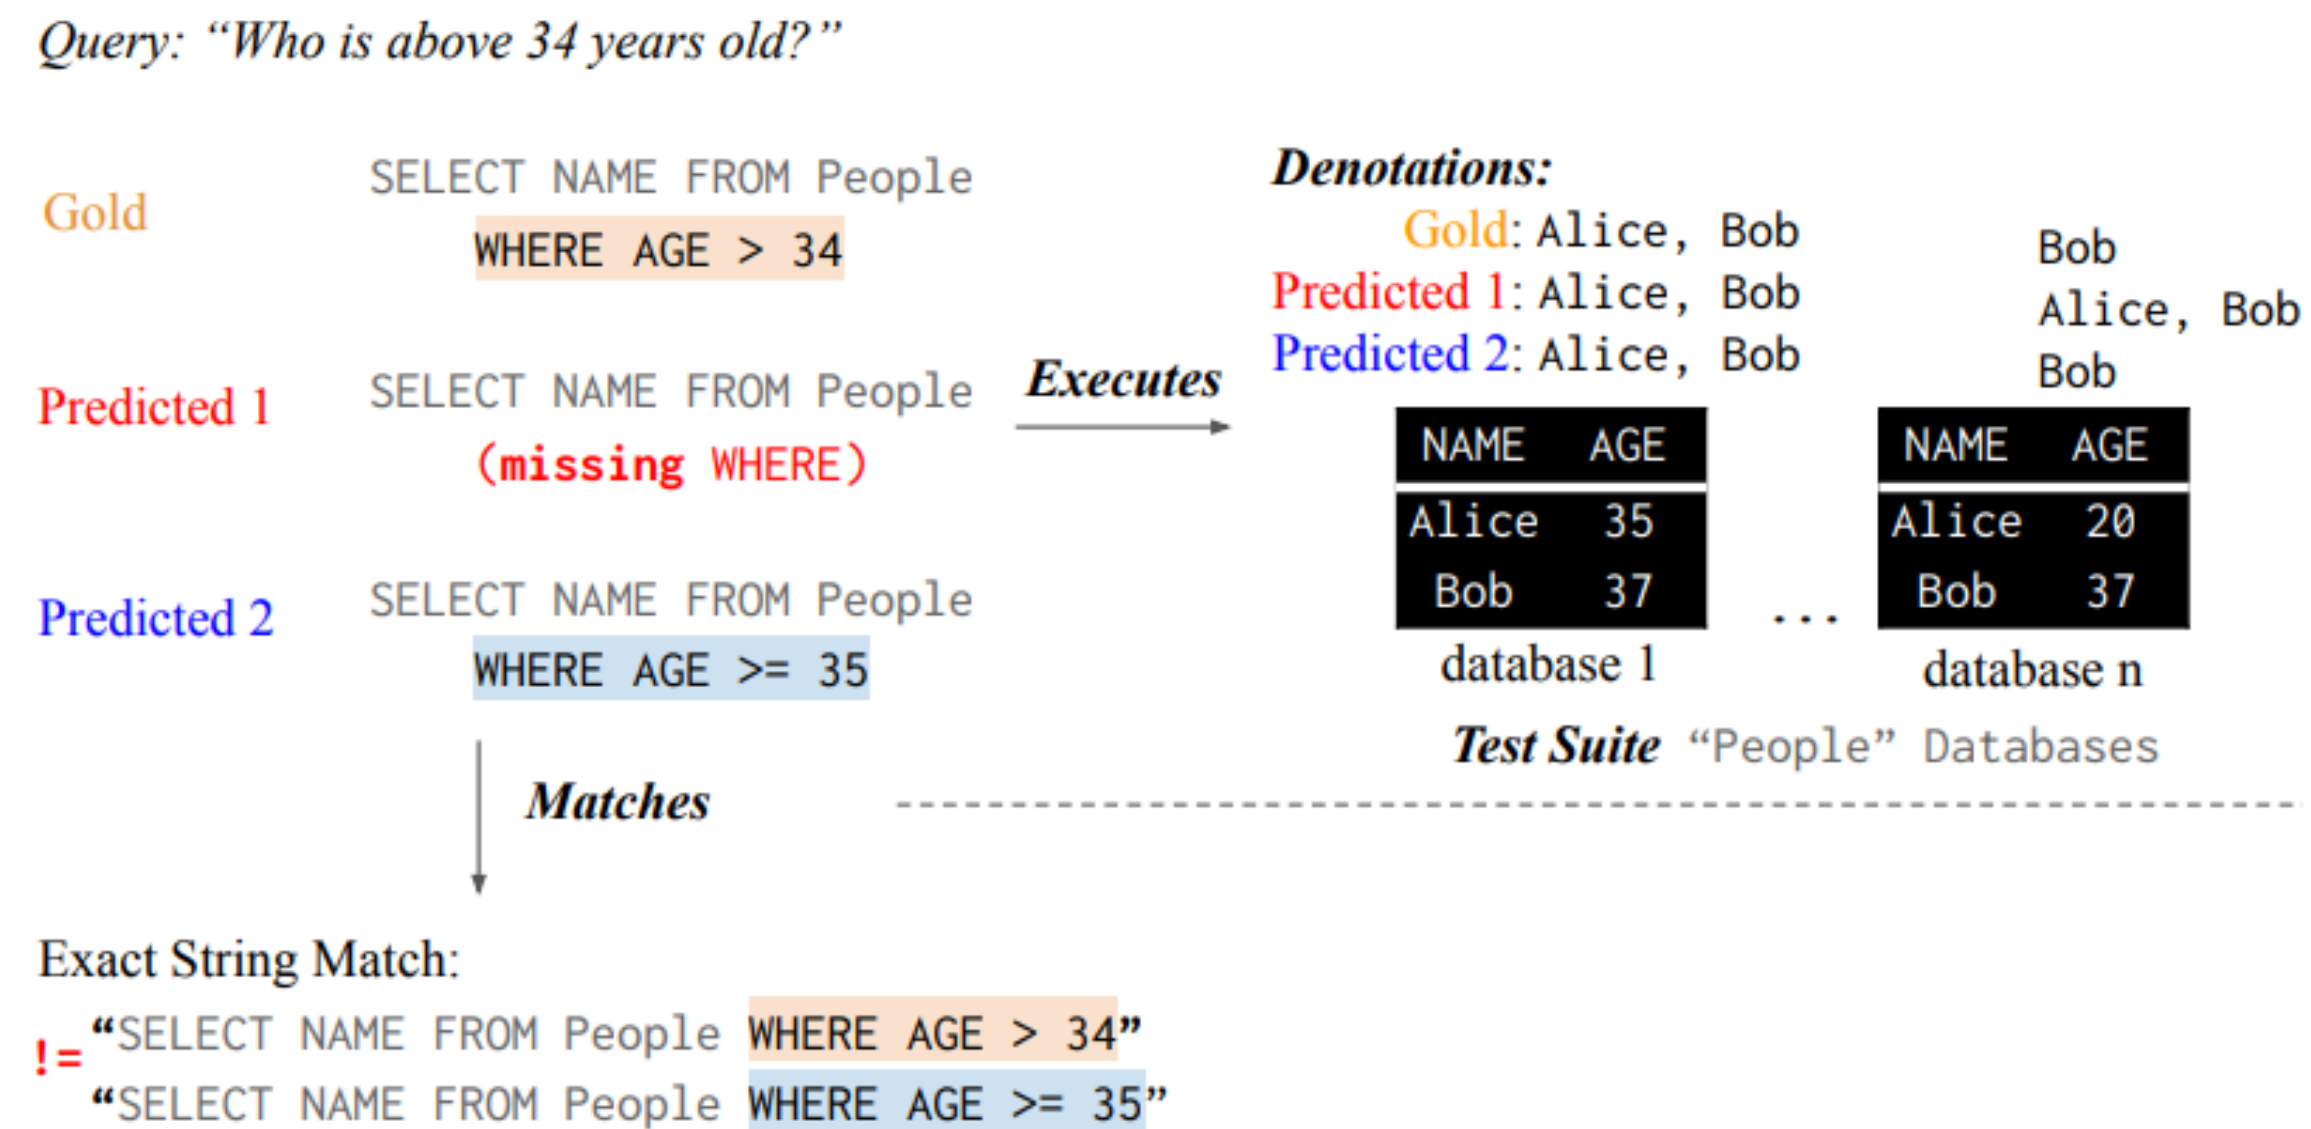 Query: “Who is above 34 years old?”
Gold
SELECT NAME FROM People
WHERE AGE > 34
Predicted 1
SELECT NAME FROM People
(missing WHERE)
Predicted 2
SELECT NAME FROM People
WHERE AGE >= 35
Executes
Denotations:
Gold: Alice, Bob
Predicted 1: Alice, Bob
Predicted 2: Alice, Bob
Bob
Alice, Bob
Bob
NAME AGE
Alice 35
Bob 37
database 1
...
NAME AGE
Alice 20
Bob 37
database n
Test Suite “People” Databases
Matches
Exact String Match:
!=
“SELECT NAME FROM People WHERE AGE > 34”
“SELECT NAME FROM People WHERE AGE >= 35”